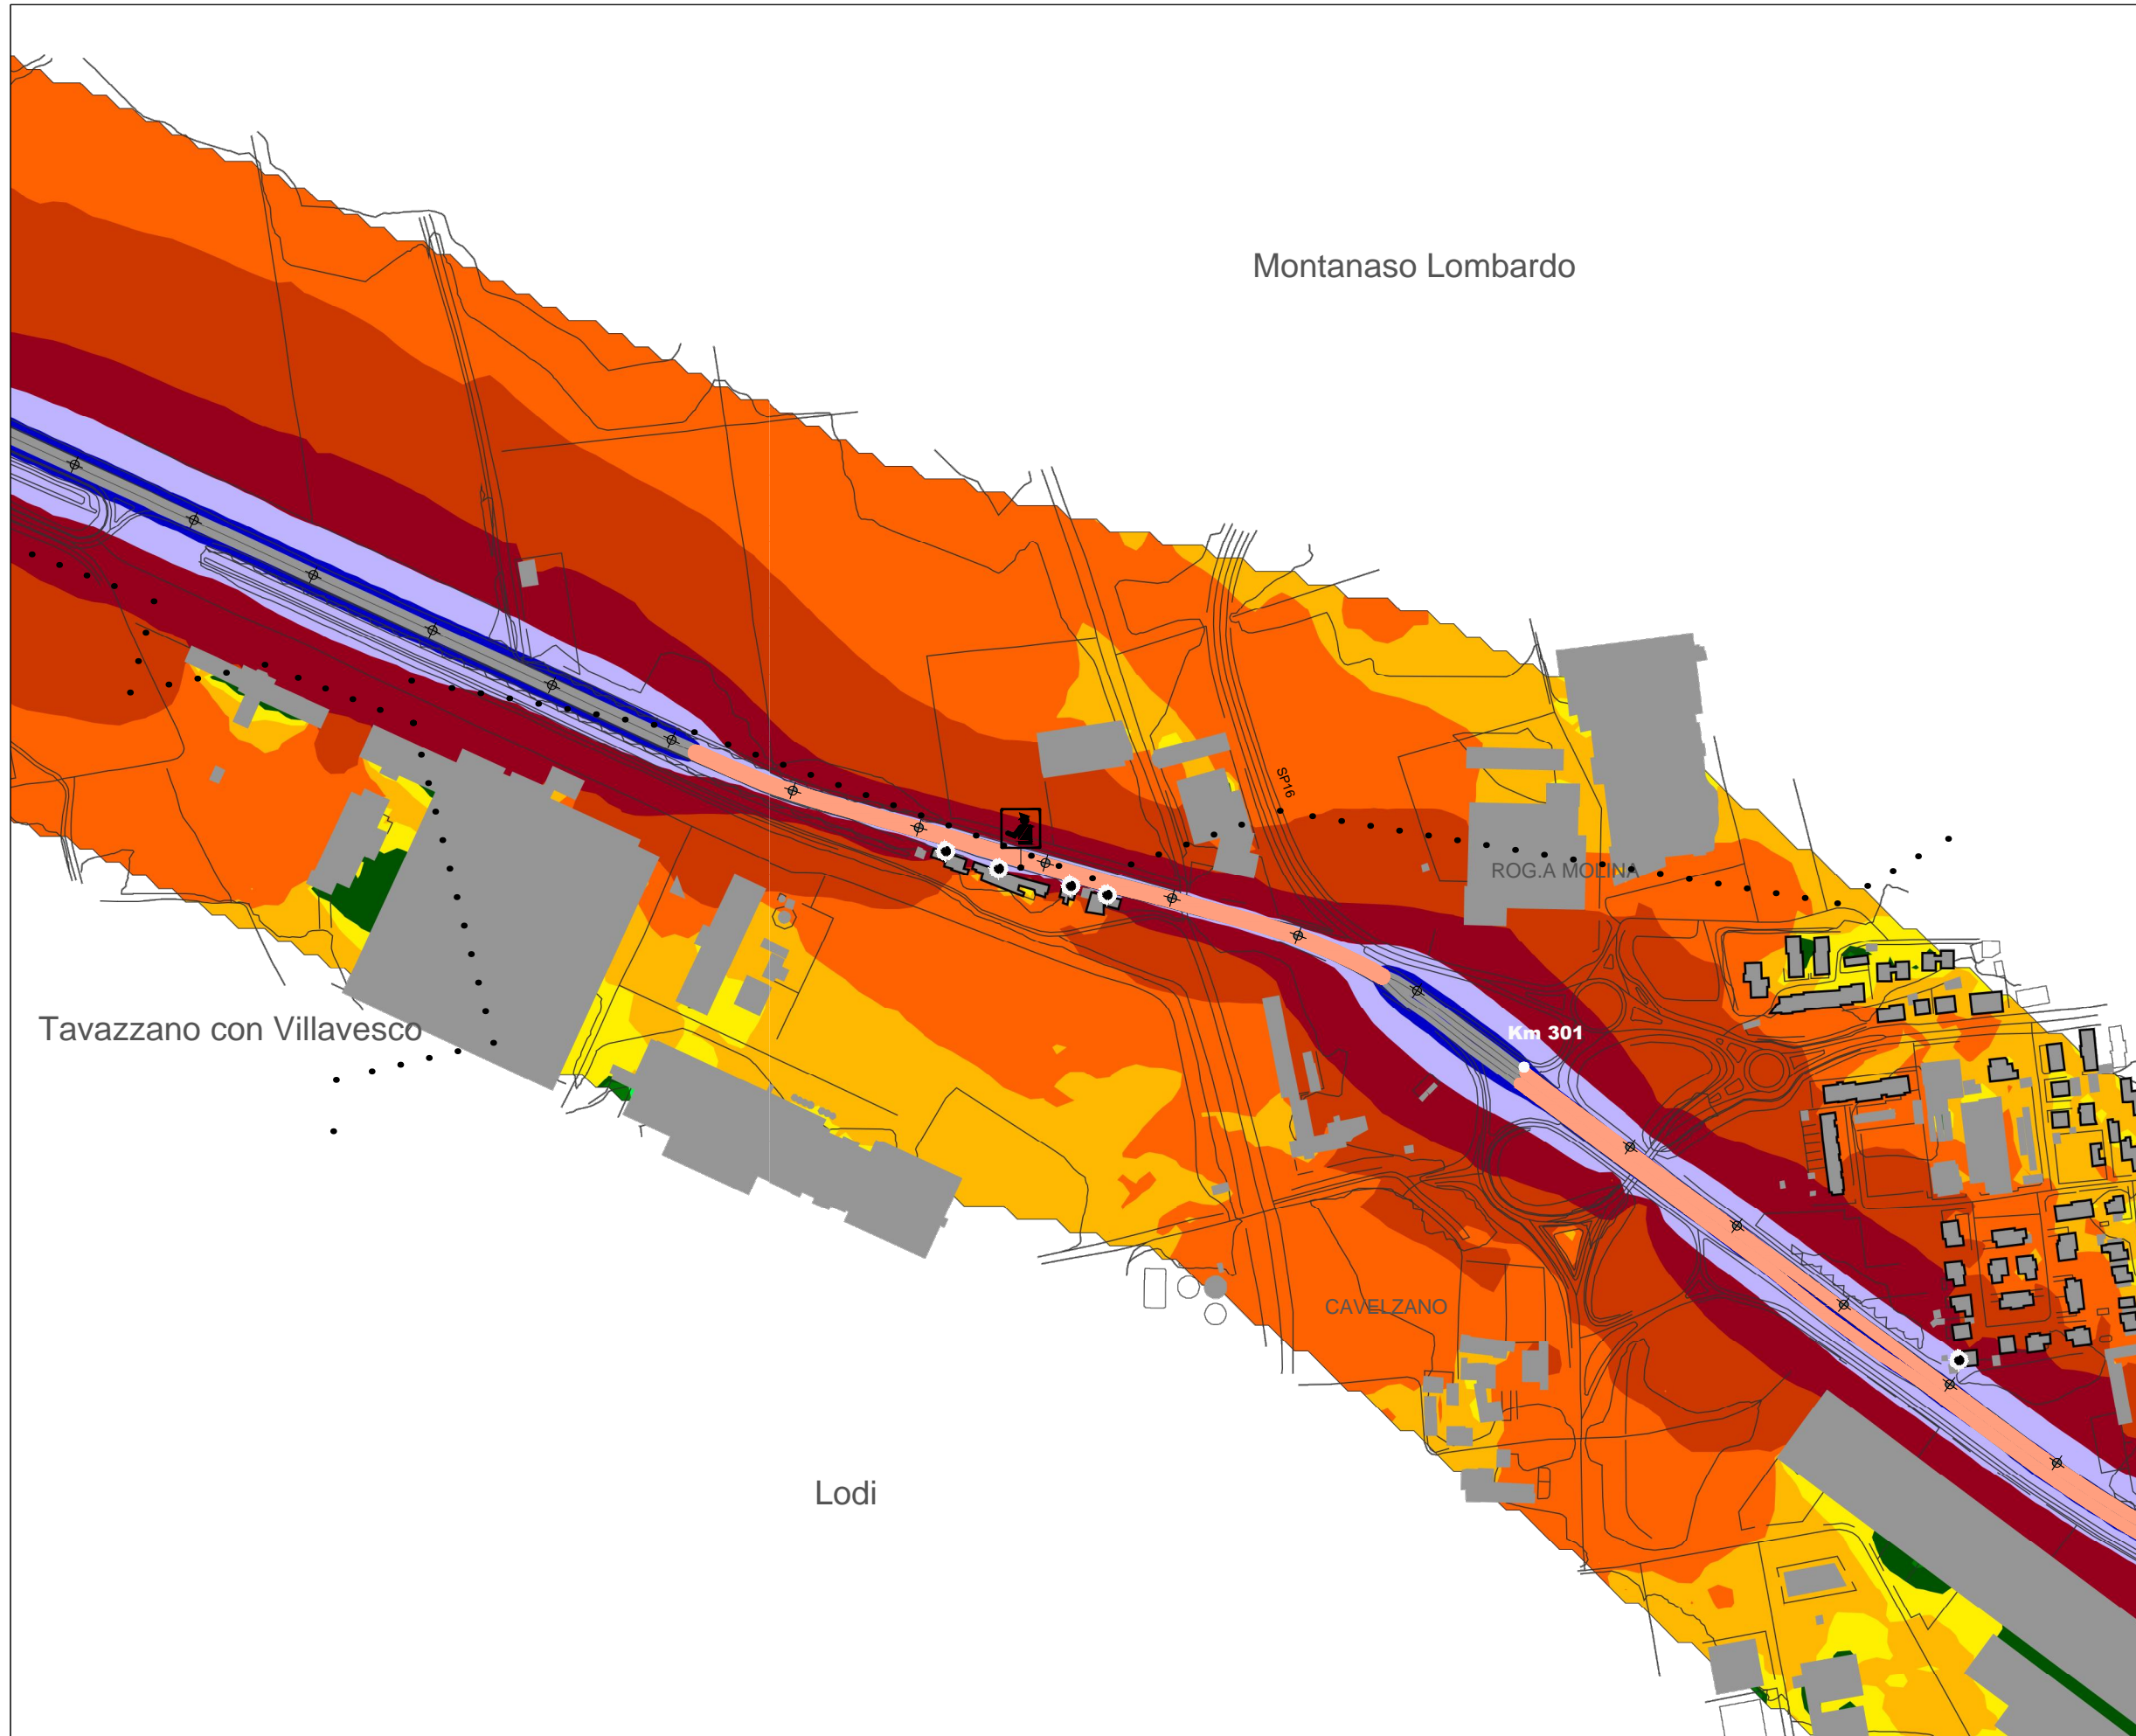 Montanaso Lombardo
SP16
ROG.A MOLINA
Tavazzano con Villavesco
Km 301
CAVELZANO
Lodi